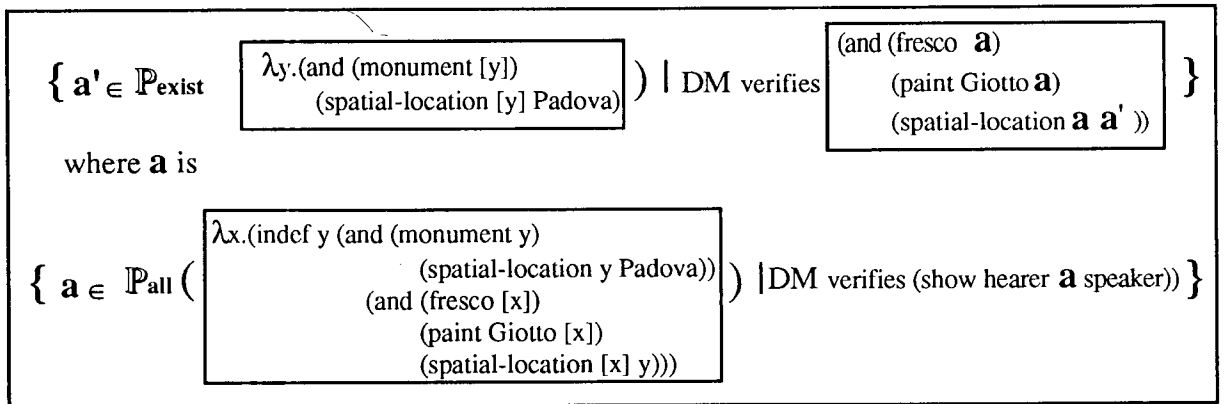 { a' ∈ ℙexist ( λy.(and (monument [y])
(spatial-location [y] Padova) ) | DM verifies (and (fresco a)
(paint Giotto a)
(spatial-location a a' )) }
where a is
{ a ∈ ℙall ( λx.(indef y (and (monument y)
(spatial-location y Padova))
(and (fresco [x])
(paint Giotto [x])
(spatial-location [x] y))) ) | DM verifies (show hearer a speaker)) }